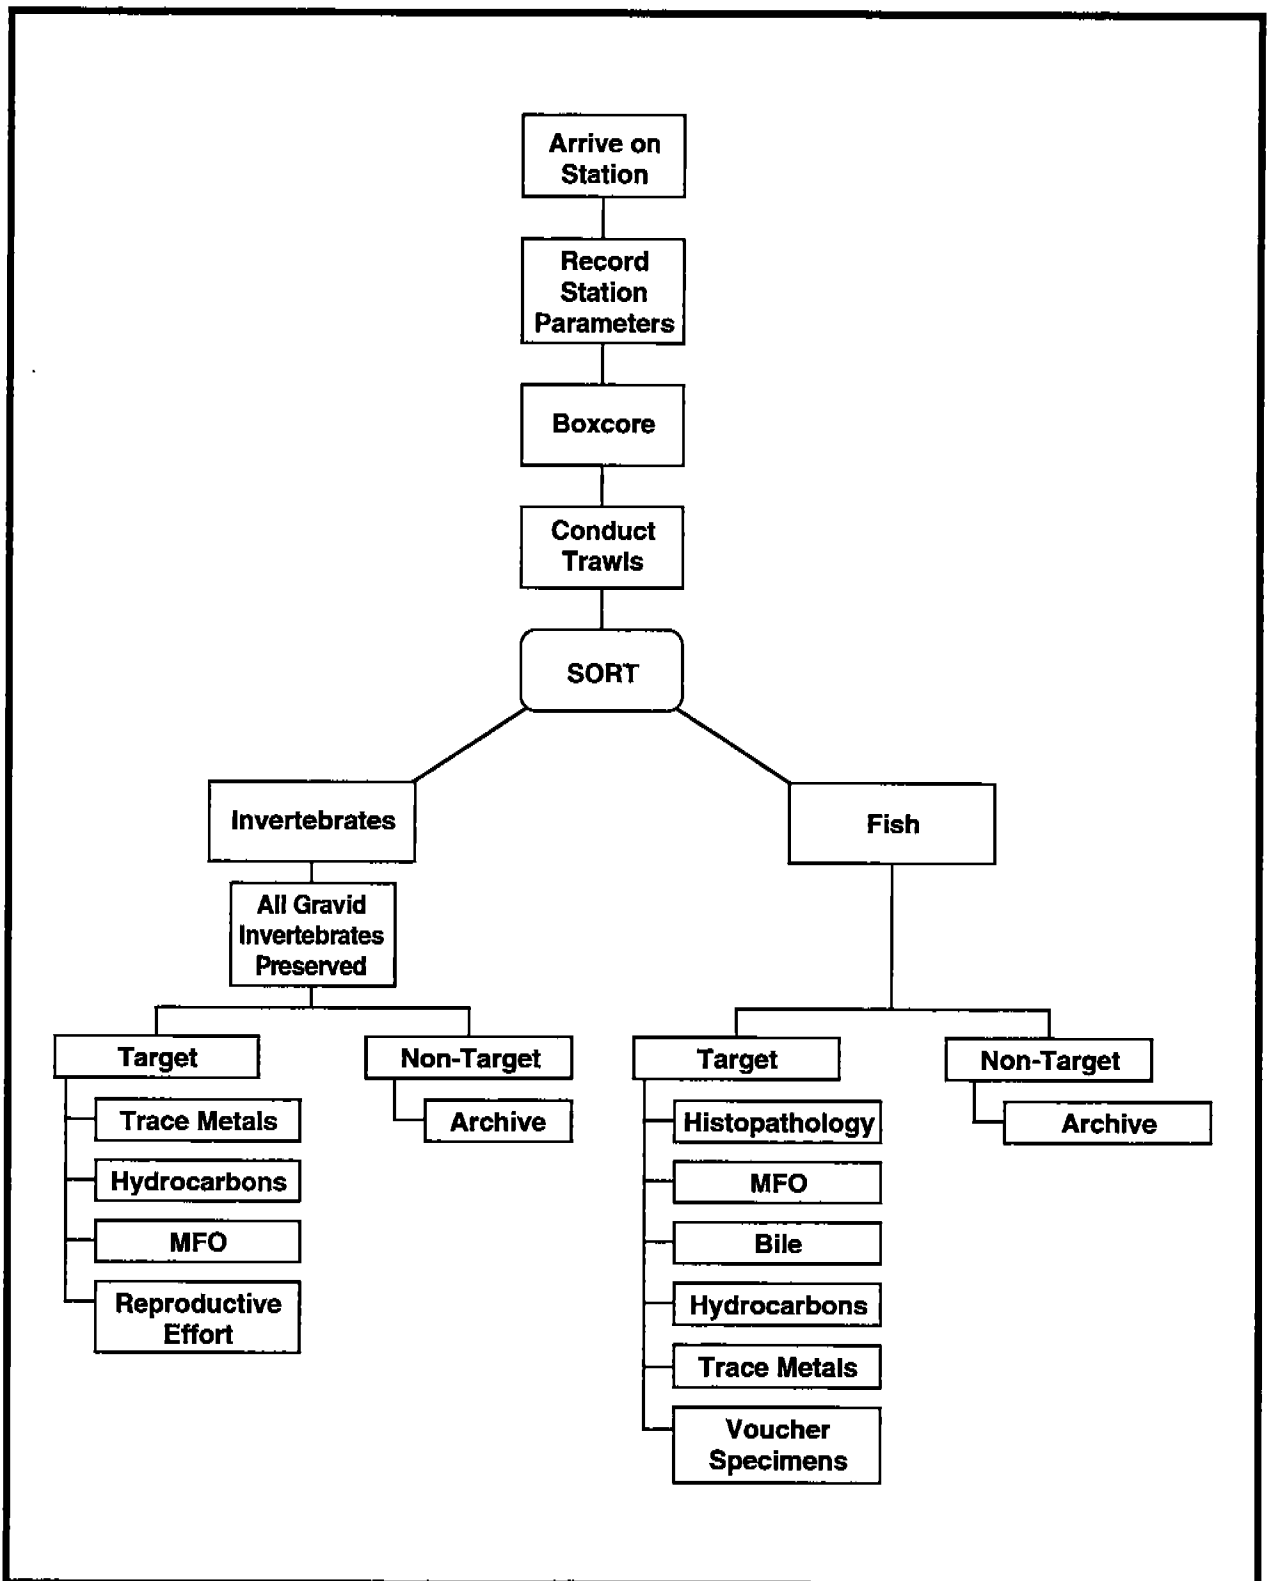 Arrive on
Station
Record
Station
Parameters
Boxcore
Conduct
Trawls
SORT
Invertebrates
Fish
All Gravid
Invertebrates
Preserved
Target
Non-Target
Target
Non-Target
Trace Metals
Archive
Histopathology
Archive
Hydrocarbons
MFO
MFO
Bile
Reproductive
Effort
Hydrocarbons
Trace Metals
Voucher
Specimens